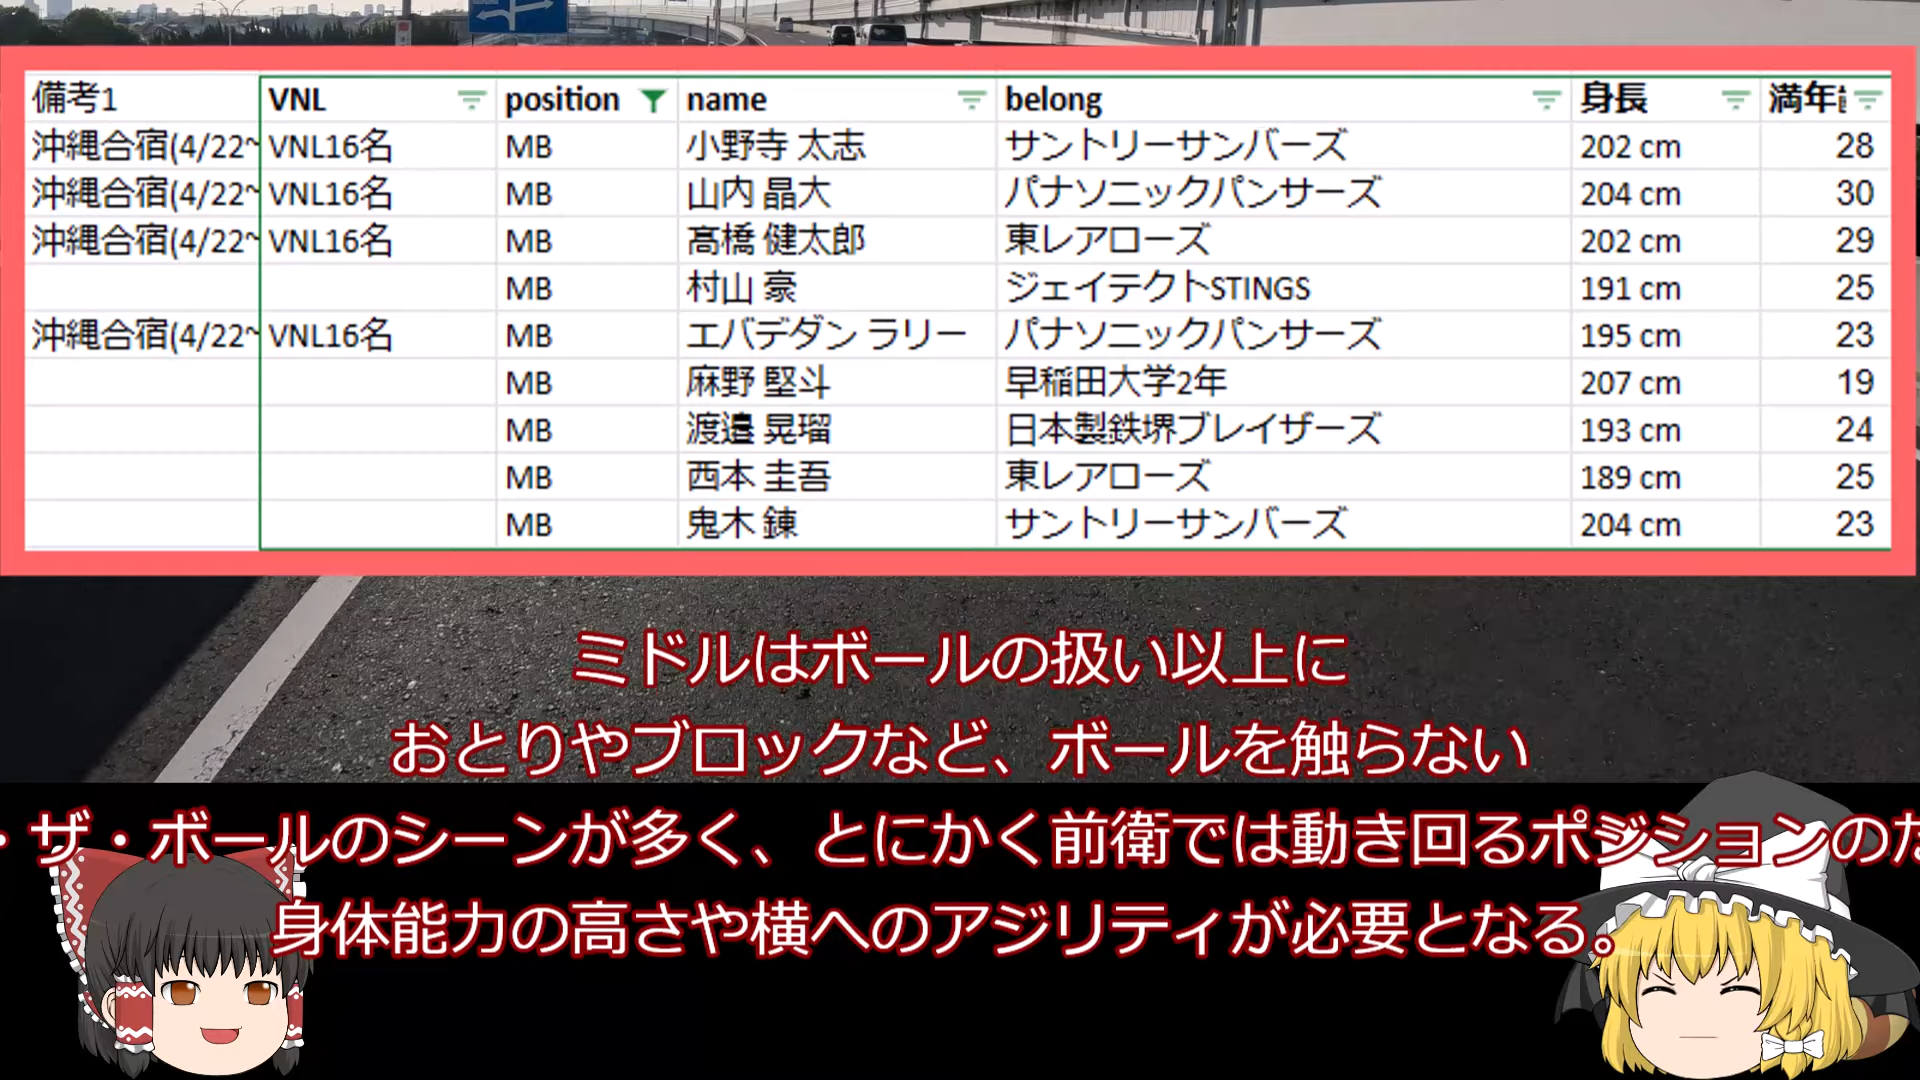 備考1 VNL position name belong 身長 満年
沖縄合宿(4/22~ VNL16名 MB 小野寺 太志 サントリーサンバーズ 202 cm 28
沖縄合宿(4/22~ VNL16名 MB 山内 晶大 パナソニックパンサーズ 204 cm 30
沖縄合宿(4/22~ VNL16名 MB 髙橋 健太郎 東レアローズ 202 cm 29
MB 村山 豪 ジェイテクトSTINGS 191 cm 25
沖縄合宿(4/22~ VNL16名 MB エバデダン ラリー パナソニックパンサーズ 195 cm 23
MB 麻野 堅斗 早稲田大学2年 207 cm 19
MB 渡邉 晃瑠 日本製鉄堺ブレイザーズ 193 cm 24
MB 西本 圭吾 東レアローズ 189 cm 25
MB 鬼木 錬 サントリーサンバーズ 204 cm 23
ミドルはボールの扱い以上に
おとりやブロックなど、ボールを触らない
・ザ・ボールのシーンが多く、とにかく前衛では動き回るポジションのた
身体能力の高さや横へのアジリティが必要となる。